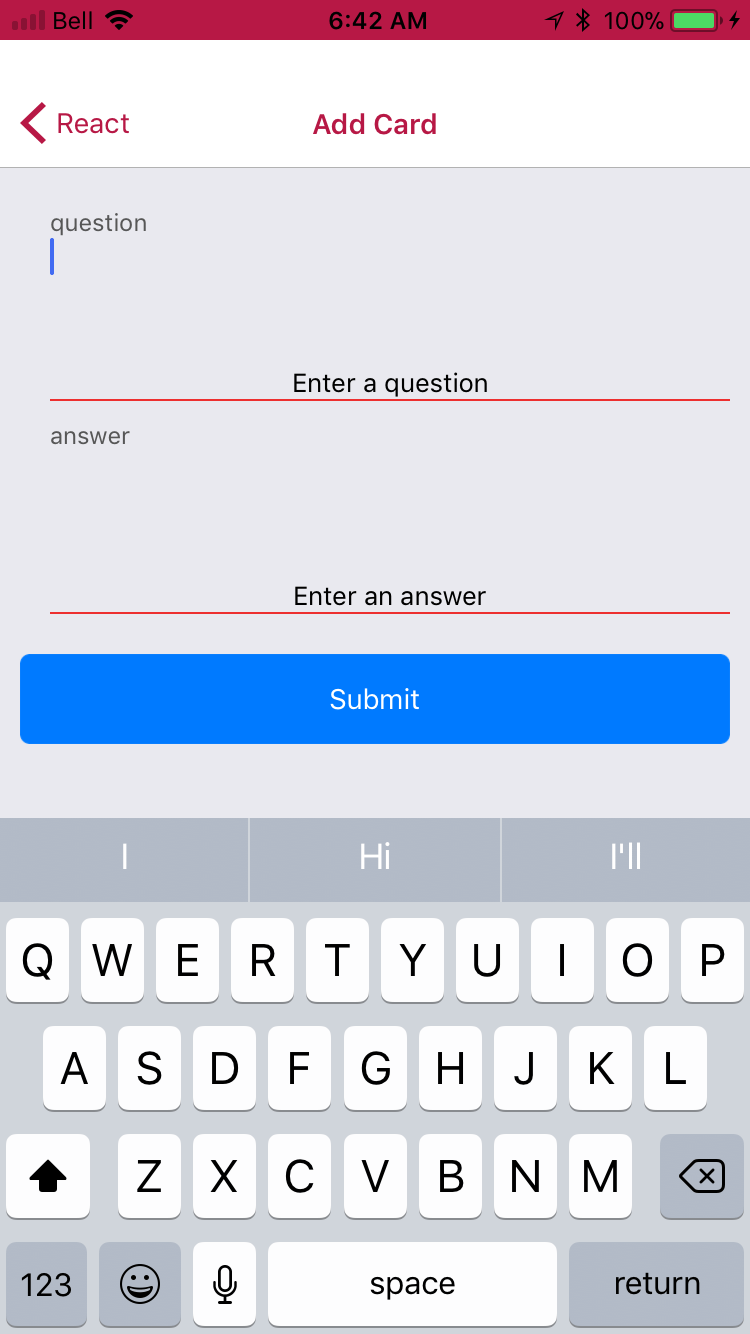 Bell 6:42 AM 100%
React Add Card
question
Enter a question
answer
Enter an answer
Submit
I Hi I'll
Q W E R T Y U I O P
A S D F G H J K L
Z X C V B N M
123 space return